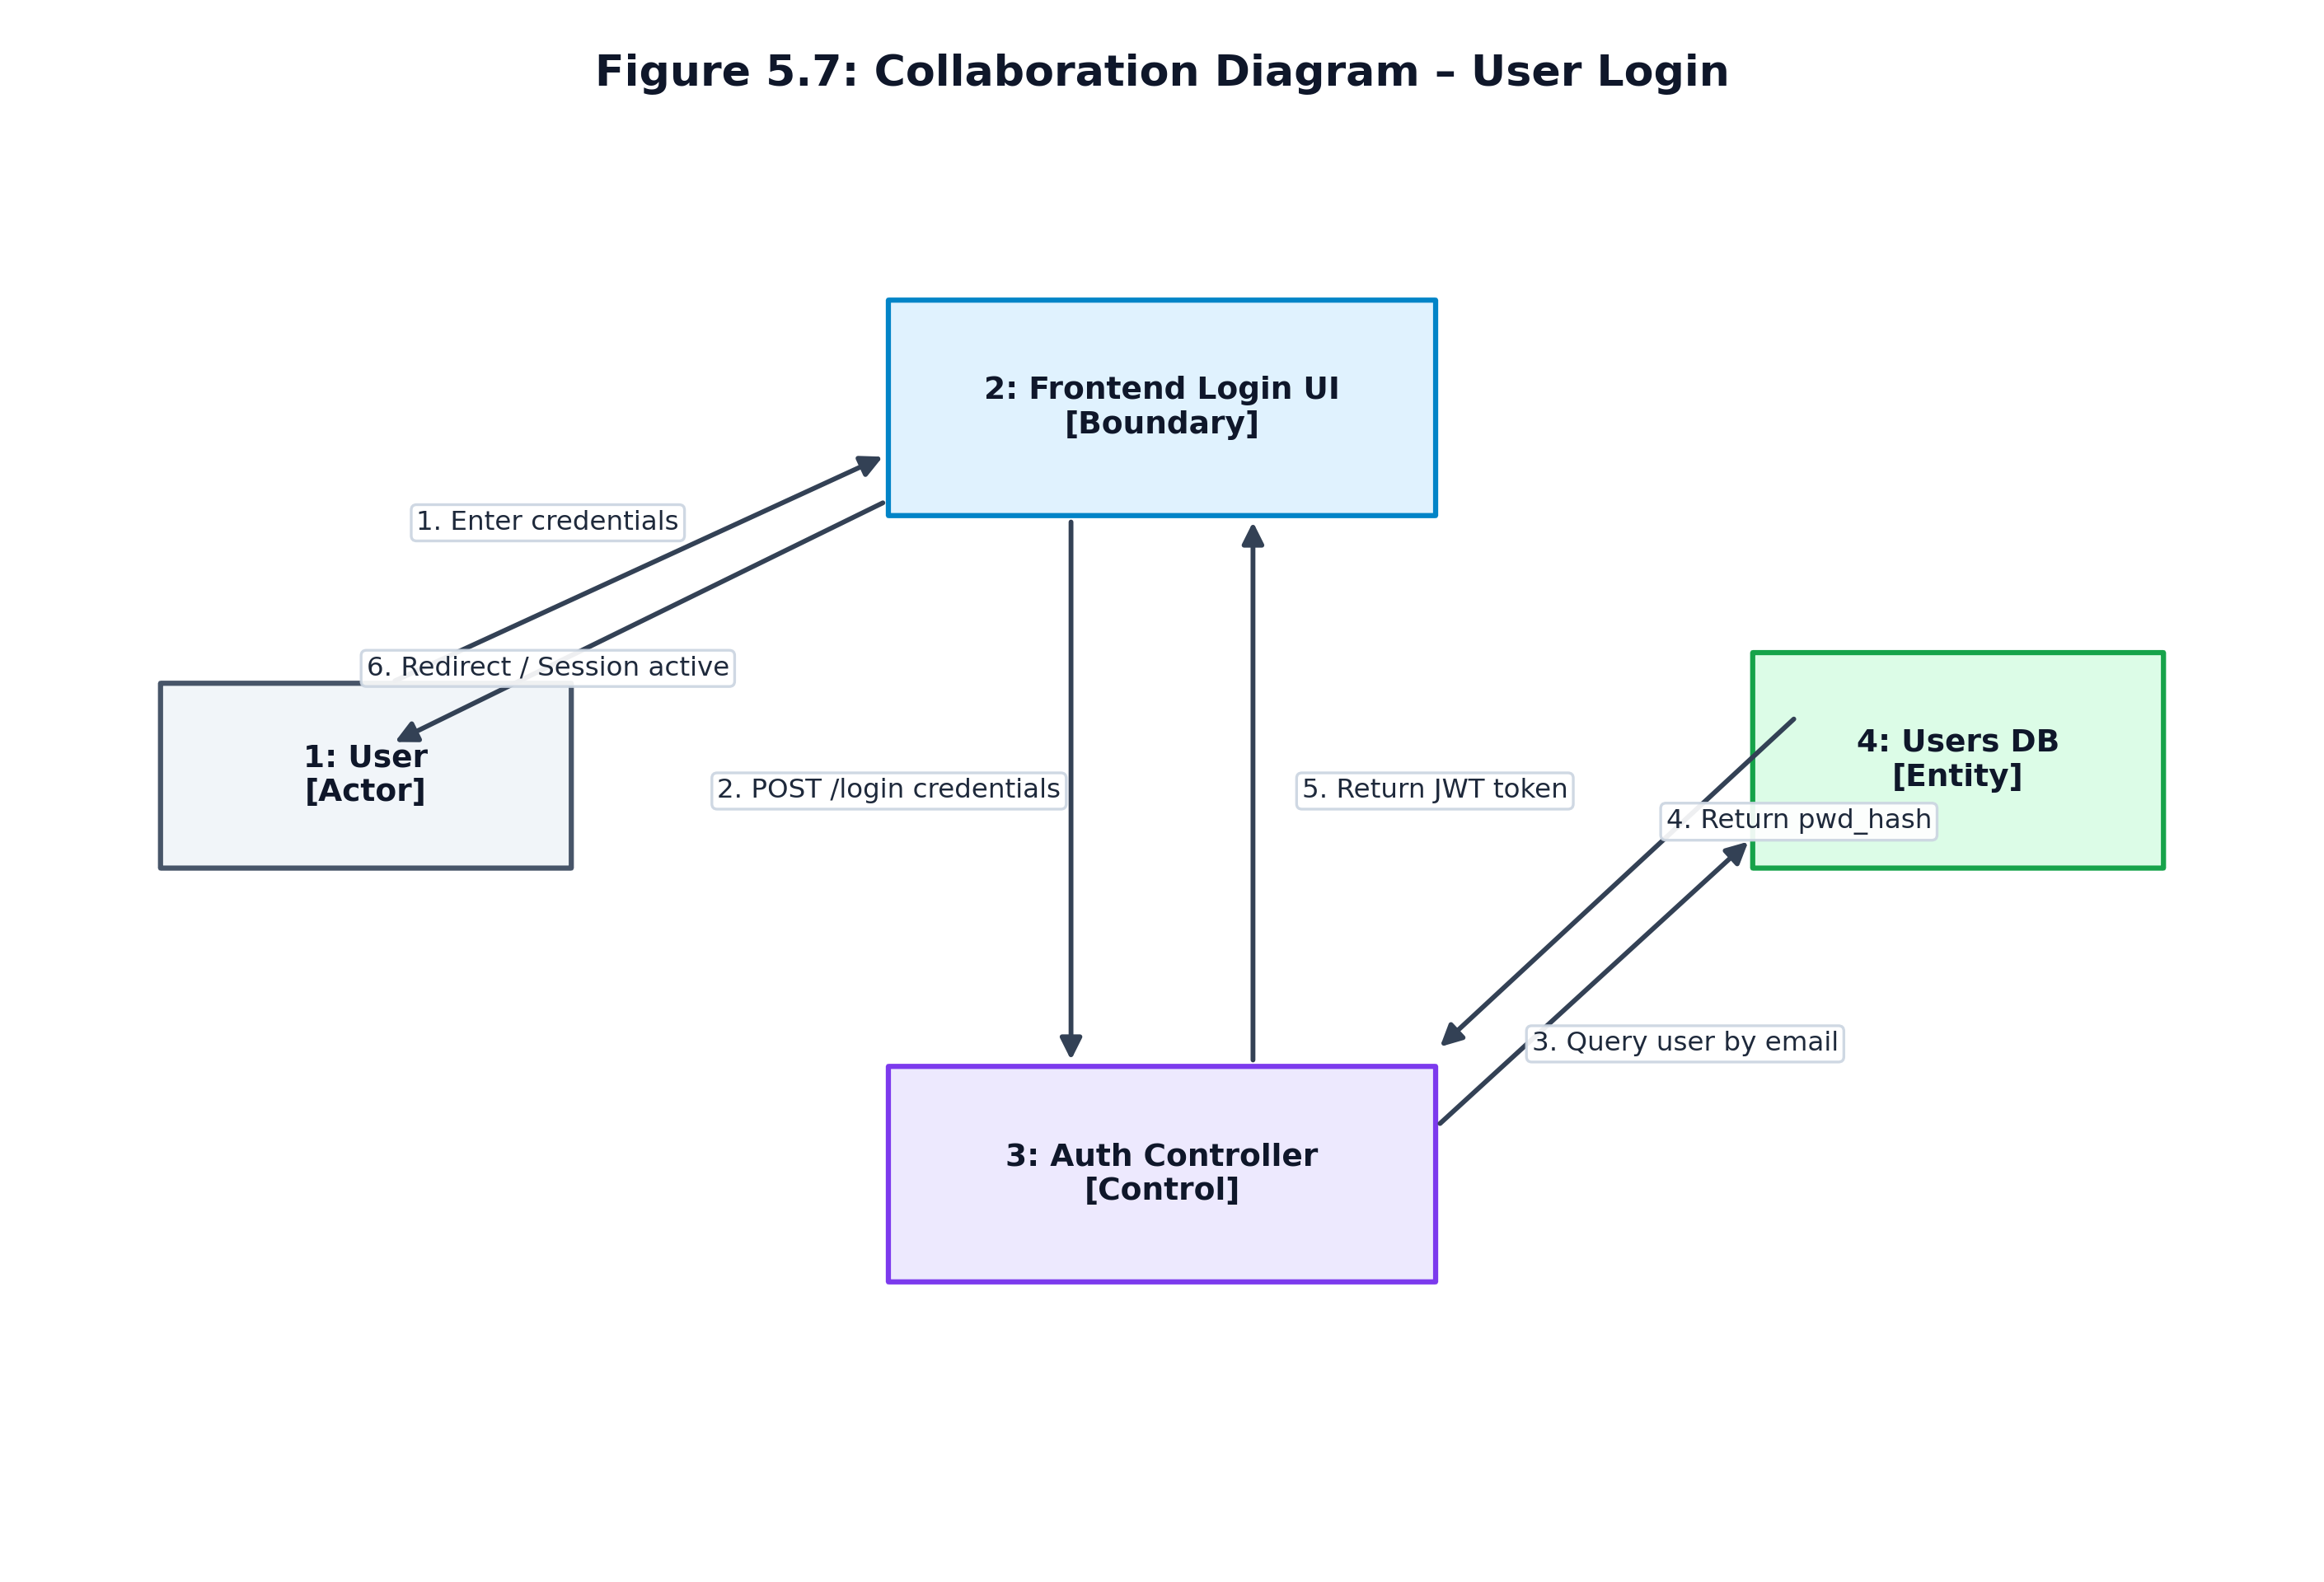 Figure 5.7: Collaboration Diagram – User Login
2: Frontend Login UI
[Boundary]
1. Enter credentials
6. Redirect / Session active
1: User
[Actor]
2. POST /login credentials
5. Return JWT token
4: Users DB
[Entity]
4. Return pwd_hash
3. Query user by email
3: Auth Controller
[Control]